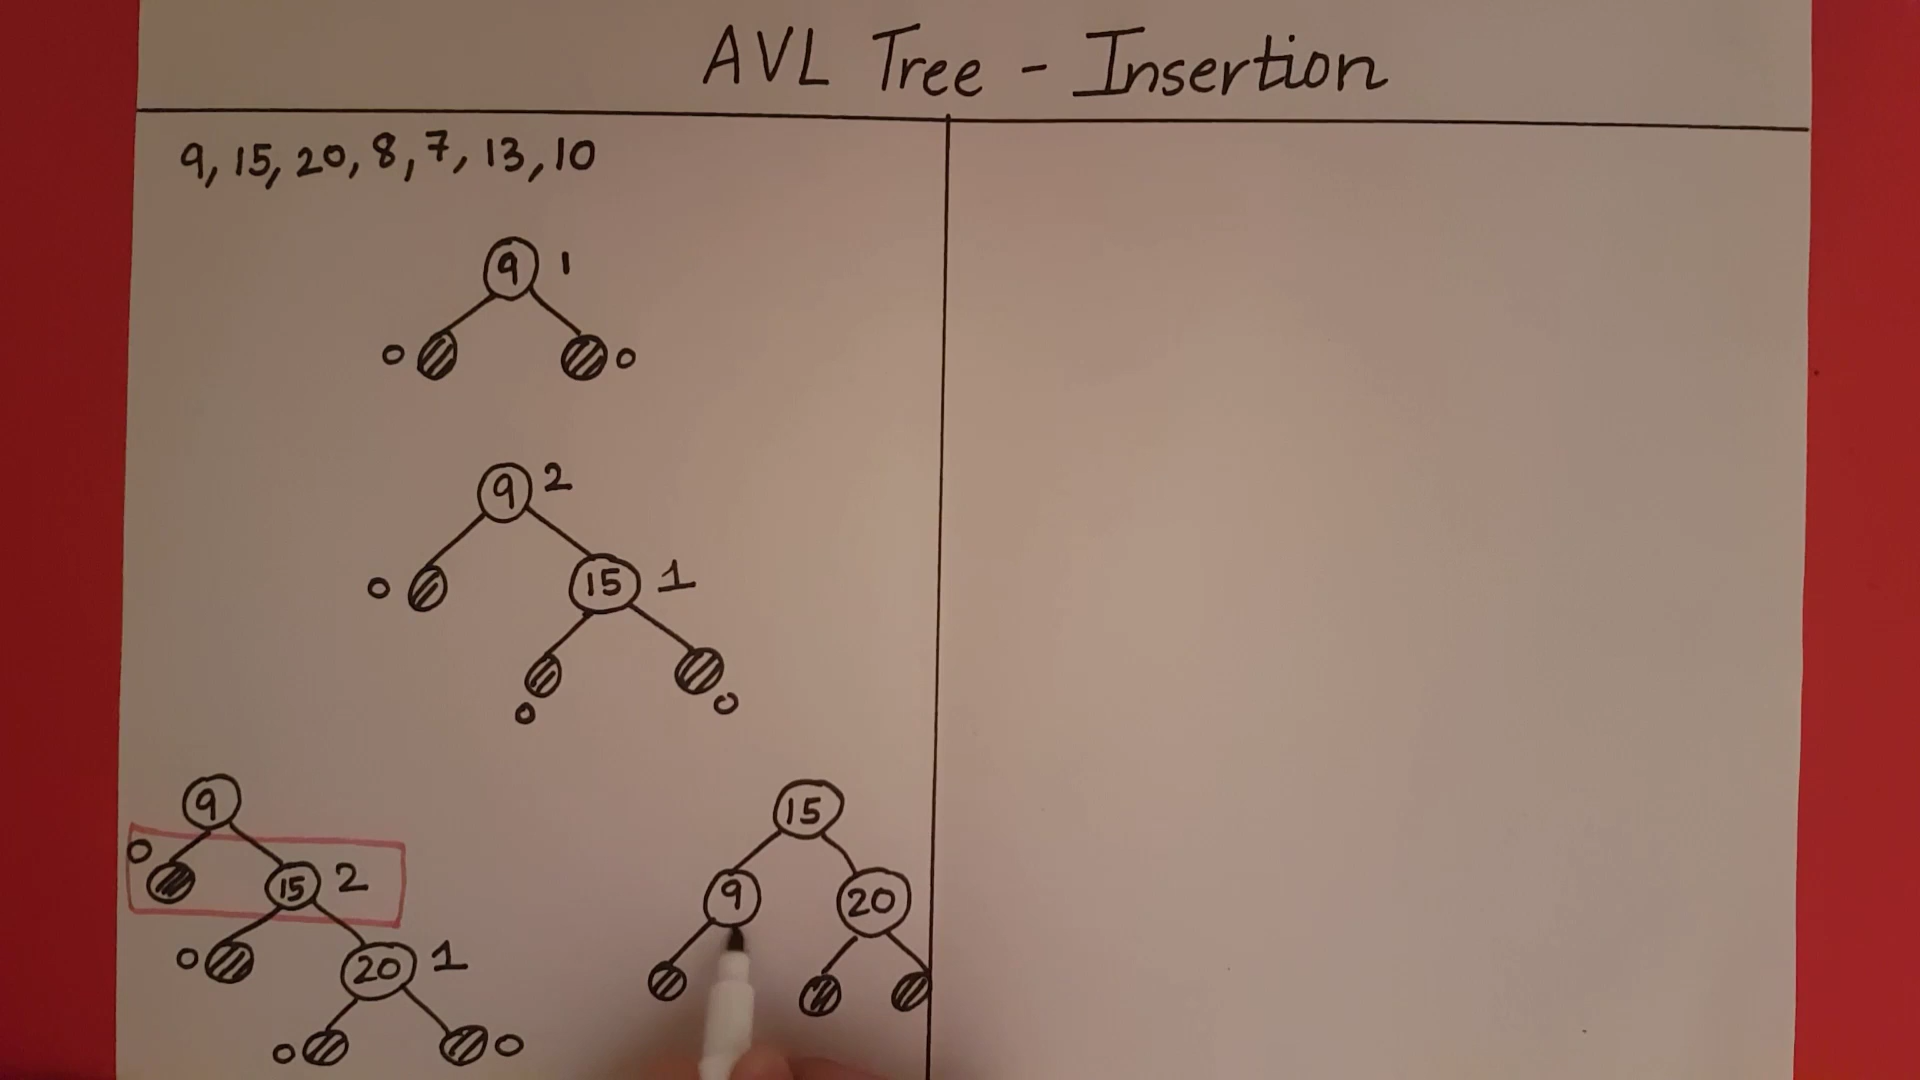 AVL Tree - Insertion
9, 15, 20, 8, 7, 13, 10
9 1
0 0
9 2
0 15 1
0 0
9
0 15 2
0 20 1
0 0
15
9 20